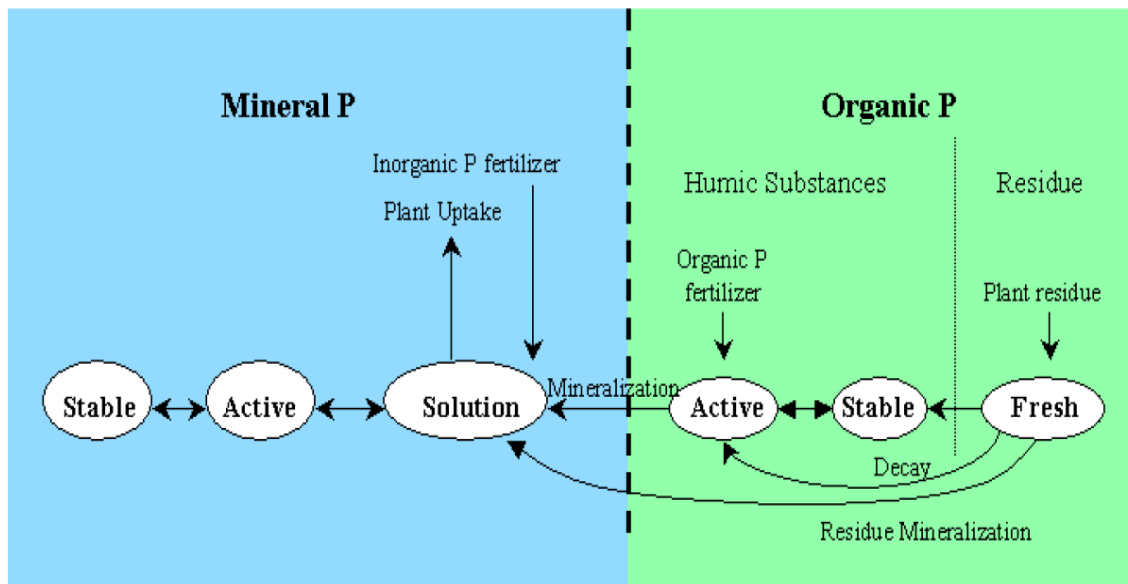 Mineral P
Organic P
Inorganic P fertilizer
Plant Uptake
Humic Substances
Residue
Organic P
fertilizer
Plant residue
Stable
Active
Solution
Mineralization
Active
Stable
Fresh
Decay
Residue Mineralization